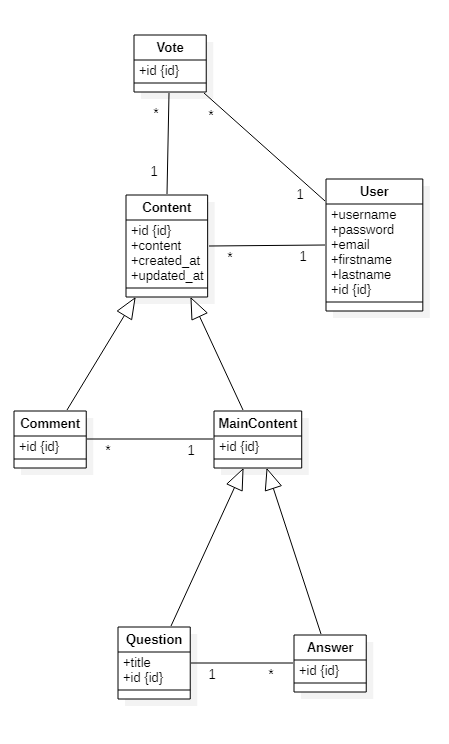 Vote
+id {id}
*
*
1
1
User
+username
+password
+email
+firstname
+lastname
+id {id}
Content
+id {id}
+content
+created_at
+updated_at
*
1
Comment
+id {id}
*
1
MainContent
+id {id}
Question
+title
+id {id}
1
*
Answer
+id {id}